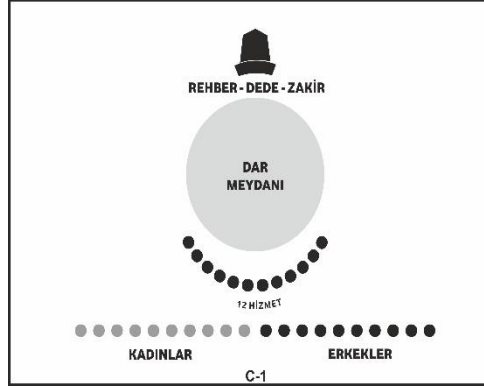 REHBER - DEDE - ZAKİR
DAR
MEYDANI
12 HİZMET
KADINLAR
ERKEKLER
C-1